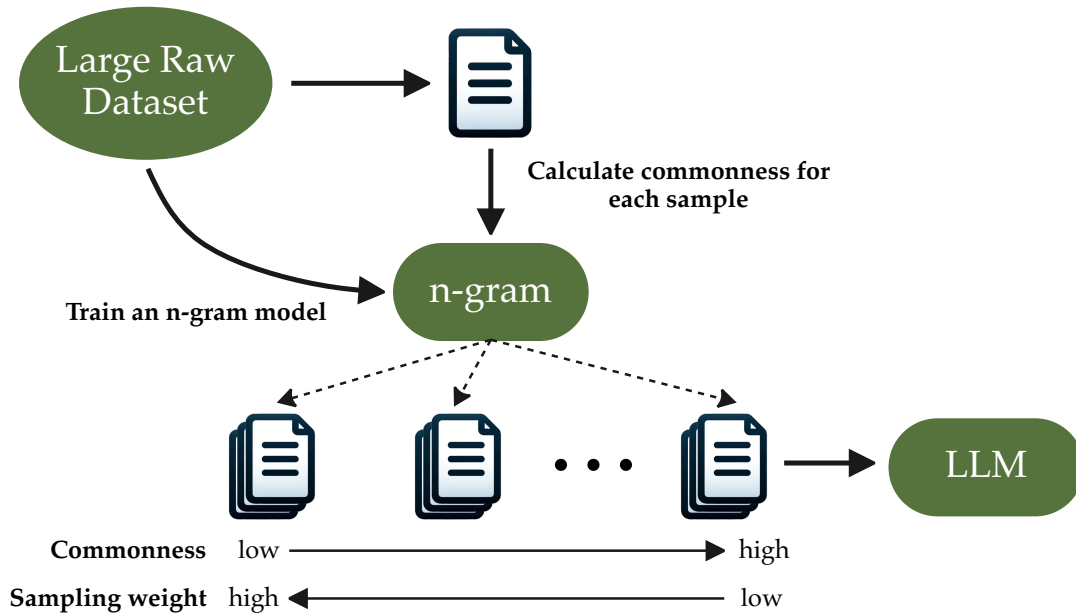 Large Raw
Dataset
Calculate commonness for
each sample
n-gram
Train an n-gram model
LLM
Commonness low high
Sampling weight high low